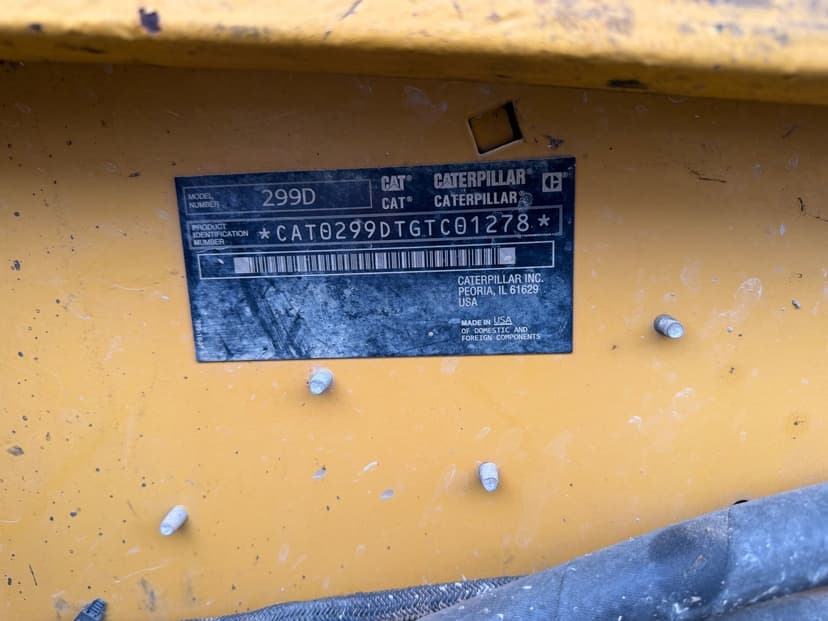 MODEL NUMBER 299D
CAT® CATERPILLAR®
CAT® CATERPILLAR®
PRODUCT IDENTIFICATION NUMBER *CAT0299DTGTC01278*
CATERPILLAR INC.
PEORIA, IL 61629
USA
MADE IN USA
OF DOMESTIC AND
FOREIGN COMPONENTS